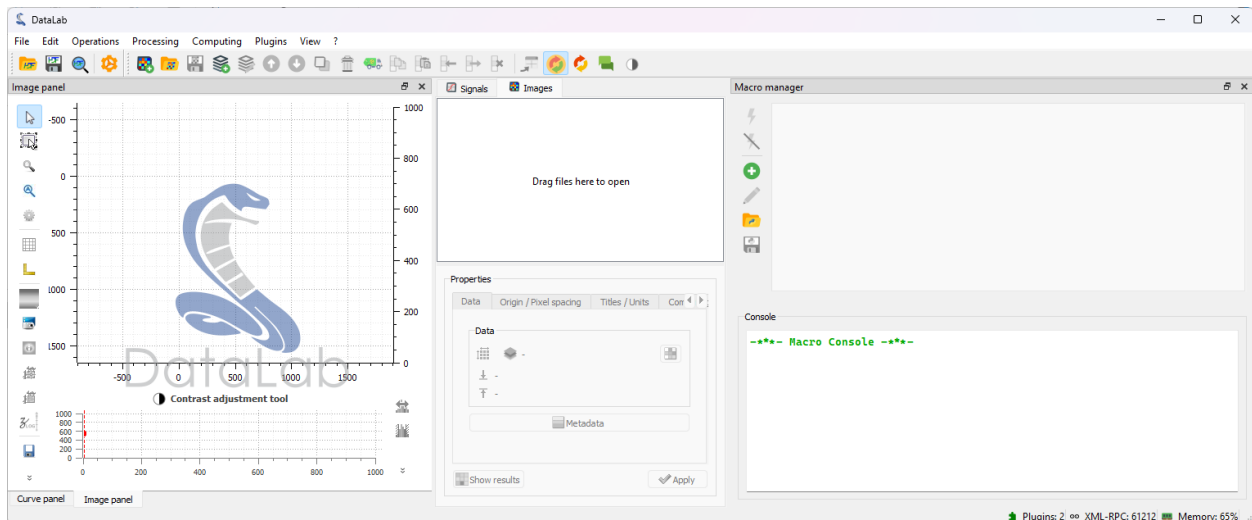 DataLab
File Edit Operations Processing Computing Plugins View ?
Image panel
Signals Images
Macro manager
-500
0
500
1000
1500
1000
800
600
400
200
0
-500 0 500 1000 1500
DataLab
Contrast adjustment tool
1000
800
600
400
200
0
0 200 400 600 800 1000
Curve panel Image panel
Drag files here to open
Properties
Data Origin / Pixel spacing Titles / Units
Data
-
-
-
Metadata
Show results Apply
Console
-***- Macro Console -***-
Plugins: 2 XML-RPC: 61212 Memory: 65%